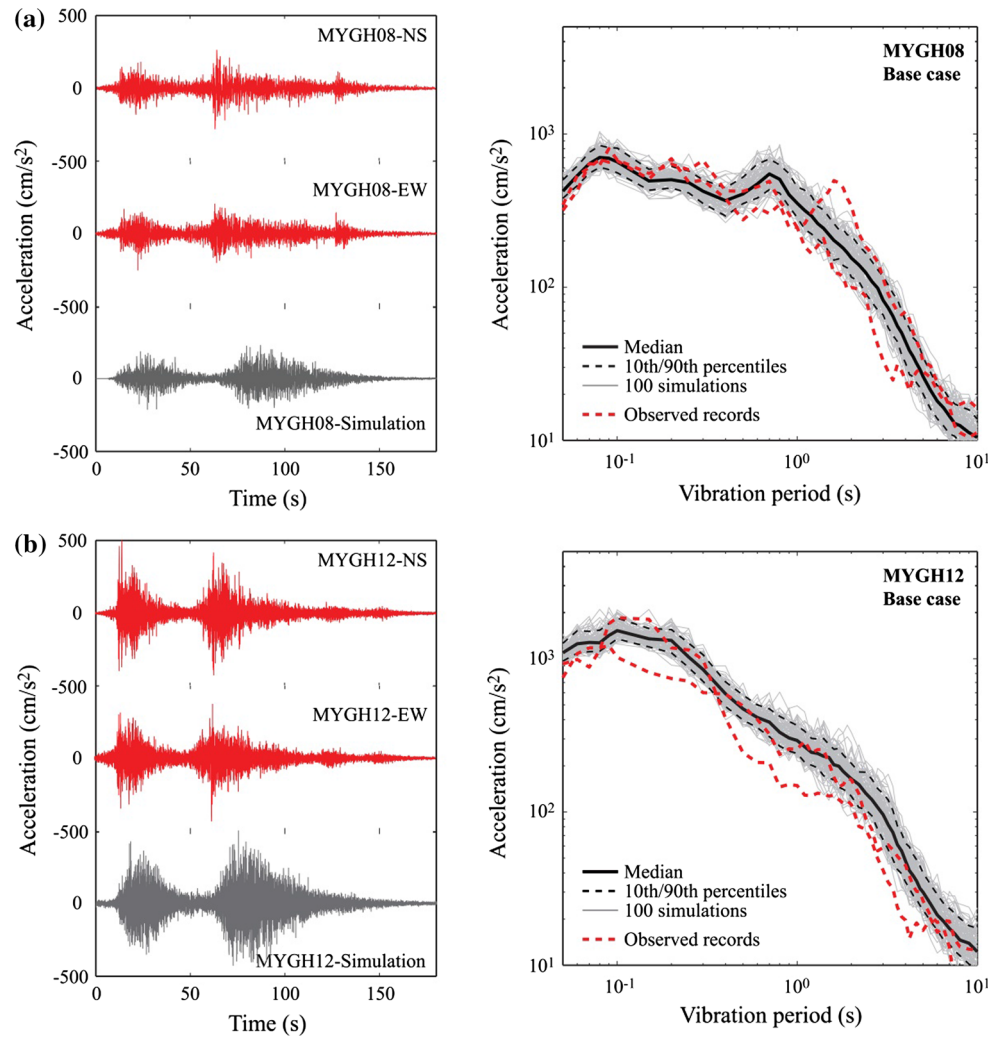 (a)
500
0
-500
0
-500
0
-500
Acceleration (cm/s²)
MYGH08-NS
MYGH08-EW
MYGH08-Simulation
0 50 100 150
Time (s)
MYGH08
Base case
10³
10²
10¹
Acceleration (cm/s²)
Median
10th/90th percentiles
100 simulations
Observed records
10⁻¹ 10⁰ 10¹
Vibration period (s)
(b)
500
0
-500
0
-500
0
-500
Acceleration (cm/s²)
MYGH12-NS
MYGH12-EW
MYGH12-Simulation
0 50 100 150
Time (s)
MYGH12
Base case
10³
10²
10¹
Acceleration (cm/s²)
Median
10th/90th percentiles
100 simulations
Observed records
10⁻¹ 10⁰ 10¹
Vibration period (s)